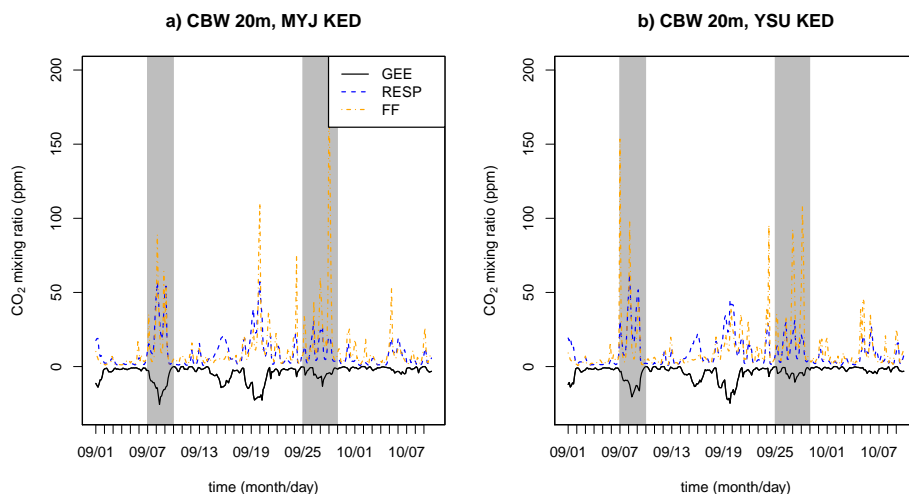 a) CBW 20m, MYJ KED
CO2 mixing ratio (ppm)
200
150
100
50
0
GEE
RESP
FF
09/01 09/07 09/13 09/19 09/25 10/01 10/07
time (month/day)
b) CBW 20m, YSU KED
CO2 mixing ratio (ppm)
200
150
100
50
0
09/01 09/07 09/13 09/19 09/25 10/01 10/07
time (month/day)